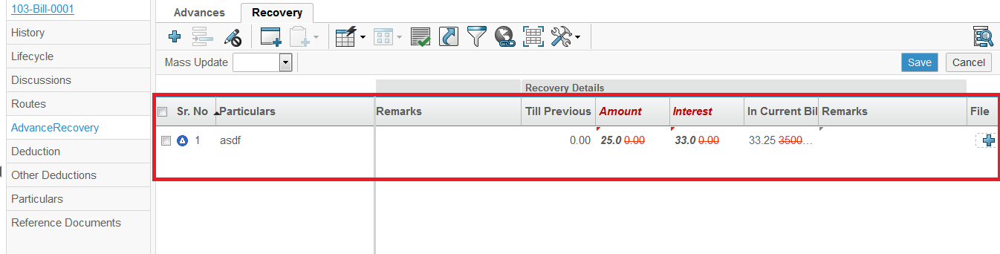 103-Bill-0001
History
Lifecycle
Discussions
Routes
AdvanceRecovery
Deduction
Other Deductions
Particulars
Reference Documents
Advances Recovery
Mass Update
Save Cancel
Recovery Details
Sr. No Particulars Remarks Till Previous Amount Interest In Current Bil Remarks File
1 asdf 0.00 25.0 0.00 33.0 0.00 33.25 3500...